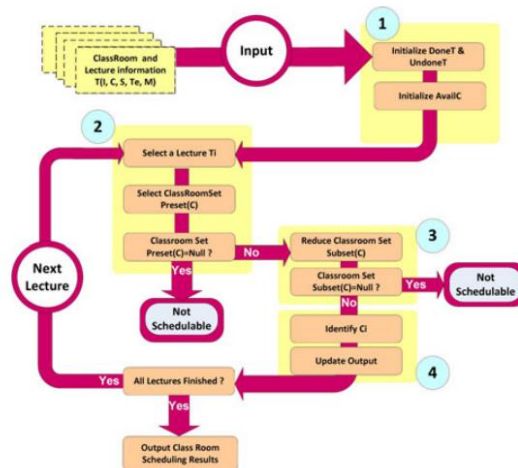 ClassRoom and
Lecture information
T(I, C, S, Te, M)
Input
1
Initialize DoneT &
UndoneT
Initialize AvailC
2
Select a Lecture Ti
Select ClassRoomSet
Preset(C)
Classroom Set
Preset(C)=Null ?
No
Yes
Not
Schedulable
3
Reduce Classroom Set
Subset(C)
Classroom Set
Subset(C)=Null ?
Yes
Not
Schedulable
No
Identify Ci
Update Output
4
Next
Lecture
Yes
All Lectures Finished ?
Yes
Output Class Room
Scheduling Results